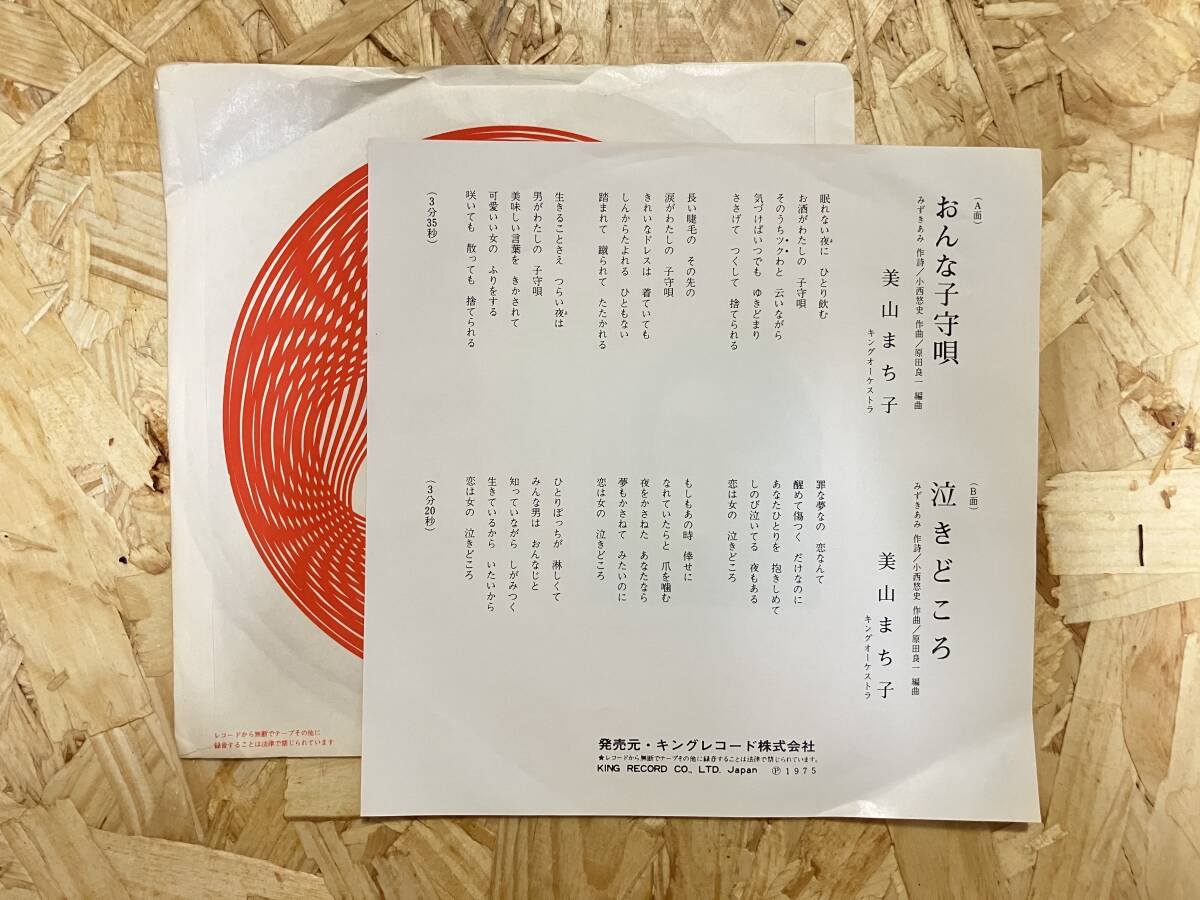 (A面)
おんな子守唄
みずきあみ 作詩/小西悠史 作曲/原田良一 編曲
美山まち子
キングオーケストラ
眠れない夜に ひとり飲む
お酒がわたしの 子守唄
そのうちツクわと 云いながら
気づけばいつでも ゆきどまり
ささげて つくして 捨てられる
長い睫毛の その先の
涙がわたしの 子守唄
きれいなドレスは 着ていても
しんからたよれる ひともない
踏まれて 蹴られて たたかれる
生きることさえ つらい夜は
男がわたしの 子守唄
美味しい言葉を きかされて
可愛いい女の ふりをする
咲いても 散っても 捨てられる
(3分35秒)
(B面)
泣きどころ
みずきあみ 作詩/小西悠史 作曲/原田良一 編曲
美山まち子
キングオーケストラ
罪な夢なの 恋なんて
醒めて傷つく だけなのに
あなたひとりを 抱きしめて
しのび泣いてる 夜もある
恋は女の 泣きどころ
もしもあの時 倖せに
なれていたらと 爪を噛む
夜をかさねた あなたなら
夢もかさねて みたいのに
恋は女の 泣きどころ
ひとりぽっちが 淋しくて
みんな男は おんなじと
知っていながら しがみつく
生きているから いたいから
恋は女の 泣きどころ
(3分20秒)
発売元・キングレコード株式会社
★レコードから無断でテープその他に録音することは法律で禁じられています。
KING RECORD CO., LTD. Japan Ⓟ1975
レコードから無断でテープその他に
録音することは法律で禁じられています